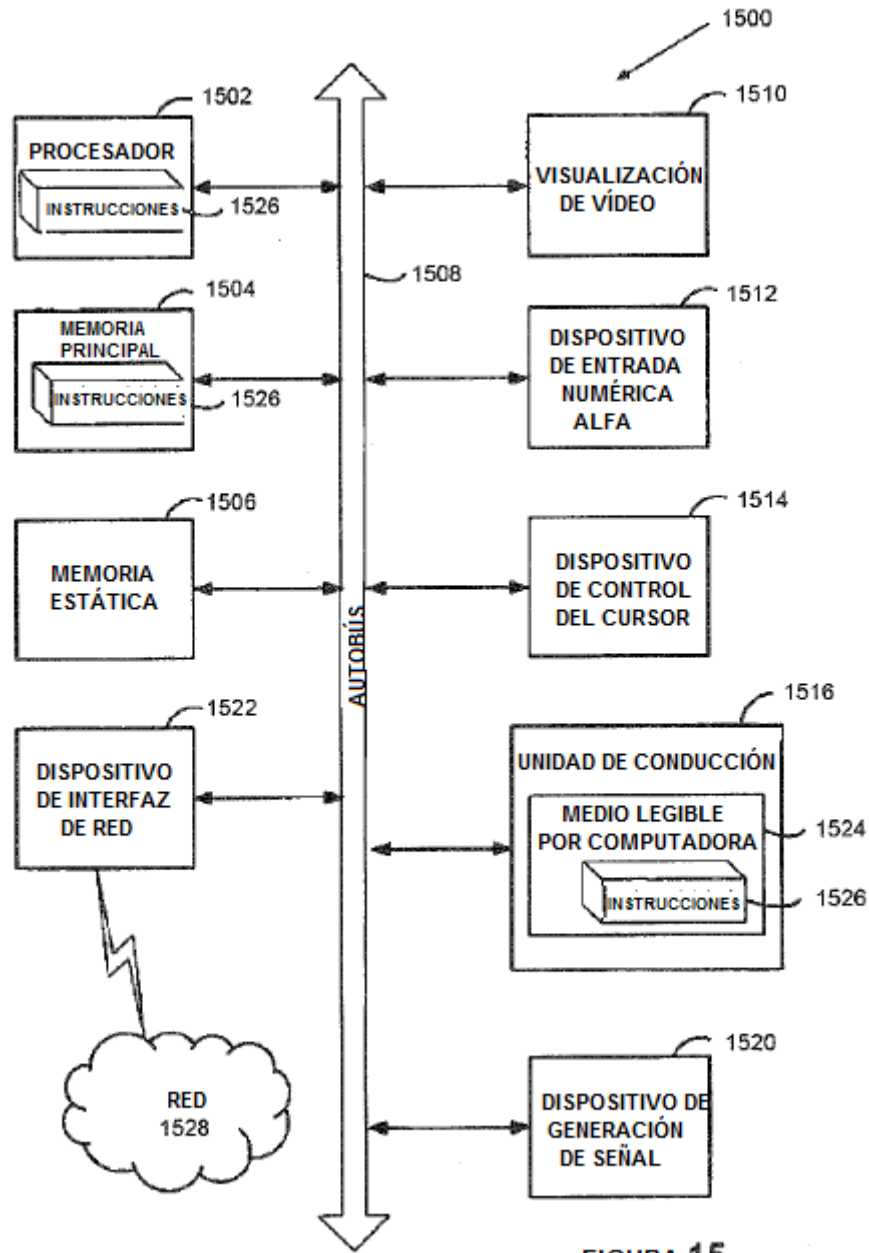 1500
1502
PROCESADOR
INSTRUCCIONES
1526
1510
VISUALIZACIÓN
DE VÍDEO
1508
1504
MEMORIA
PRINCIPAL
INSTRUCCIONES
1526
1512
DISPOSITIVO
DE ENTRADA
NUMÉRICA
ALFA
1506
MEMORIA
ESTÁTICA
1514
DISPOSITIVO
DE CONTROL
DEL CURSOR
AUTOBÚS
1522
DISPOSITIVO
DE INTERFAZ
DE RED
1516
UNIDAD DE CONDUCCIÓN
MEDIO LEGIBLE
POR COMPUTADORA
1524
INSTRUCCIONES
1526
RED
1528
1520
DISPOSITIVO DE
GENERACIÓN
DE SEÑAL
FIGURA 15